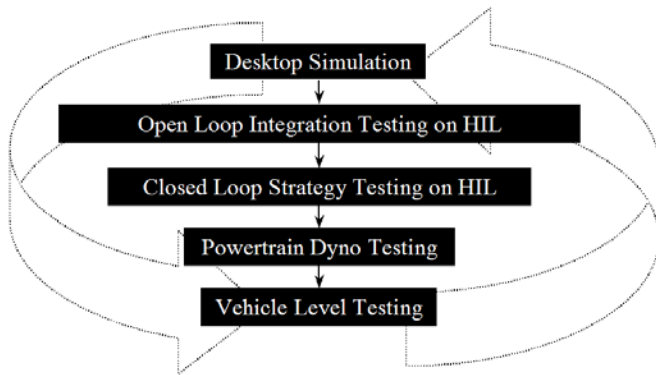 Desktop Simulation
Open Loop Integration Testing on HIL
Closed Loop Strategy Testing on HIL
Powertrain Dyno Testing
Vehicle Level Testing